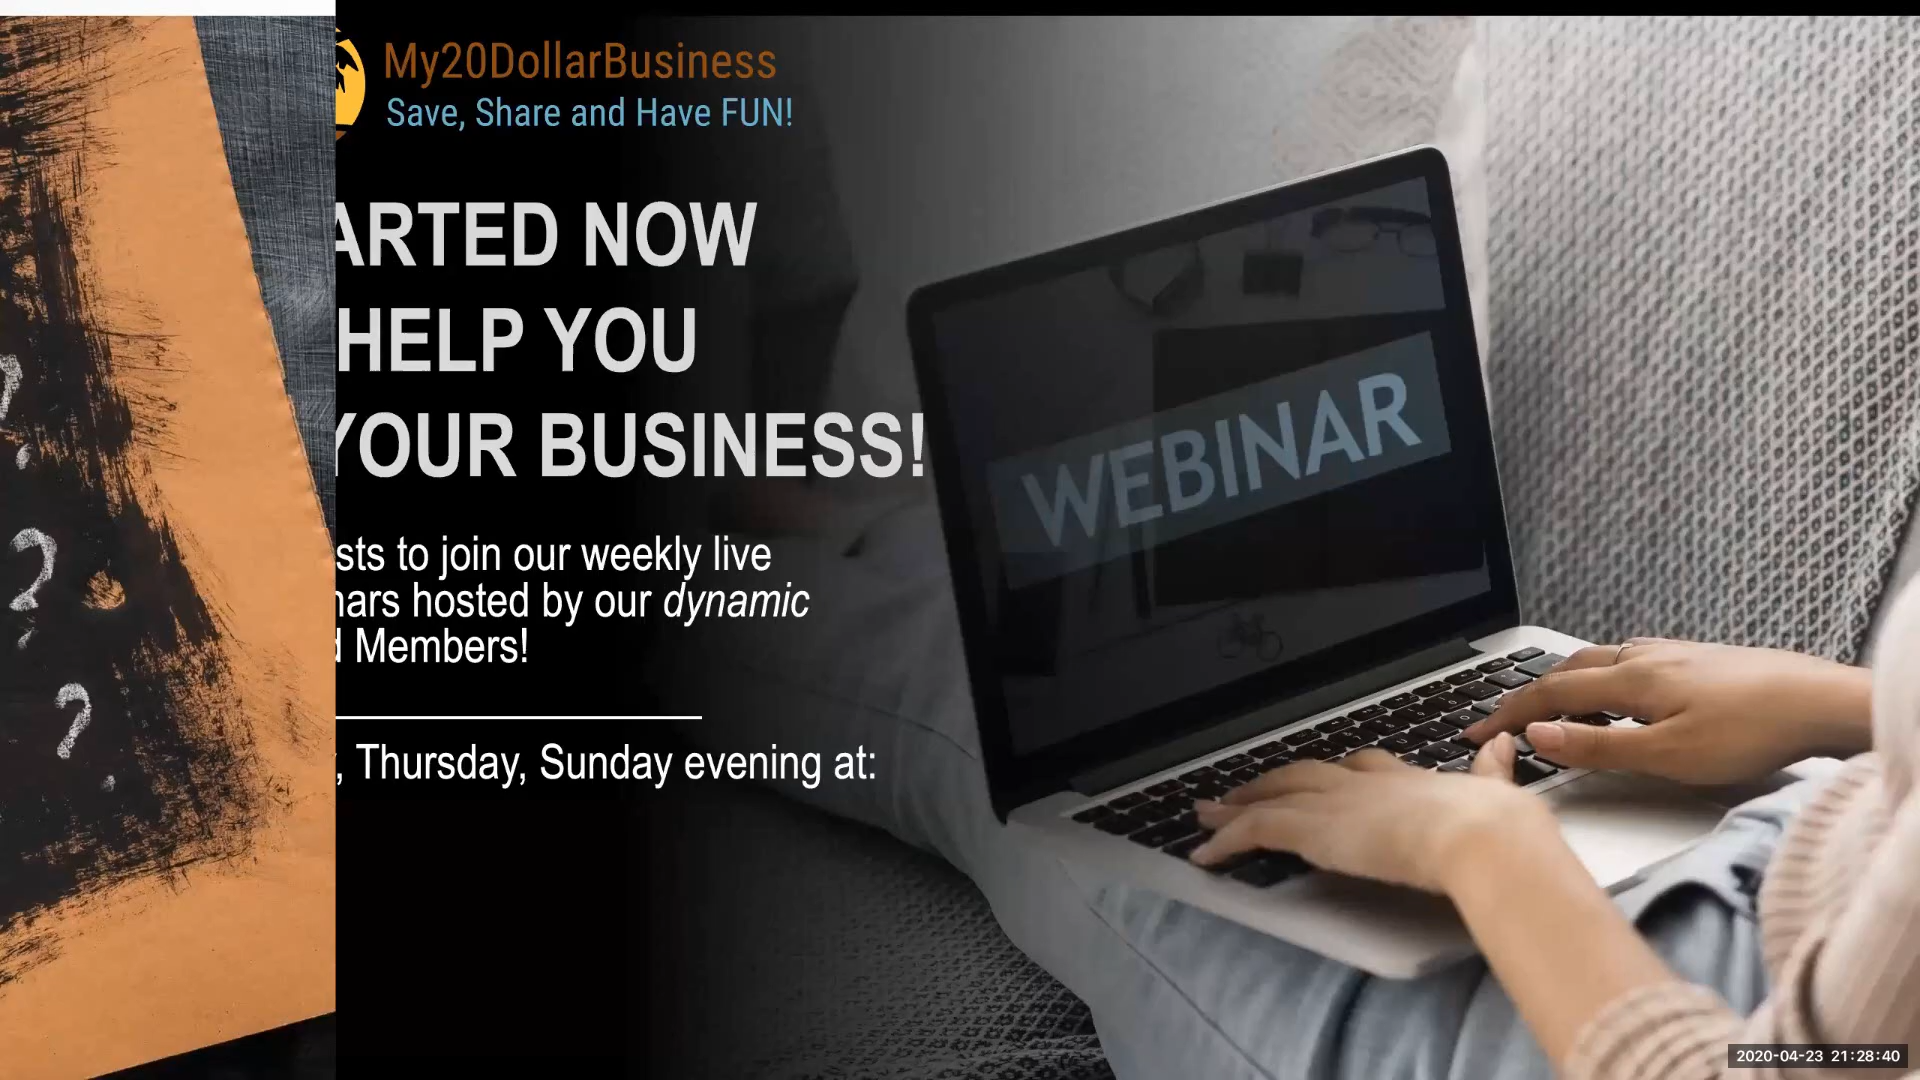 My20DollarBusiness
Save, Share and Have FUN!
ARTED NOW
HELP YOU
YOUR BUSINESS!
sts to join our weekly live
nars hosted by our dynamic
d Members!
, Thursday, Sunday evening at:
WEBINAR
?
?
?
2020-04-23 21:28:40